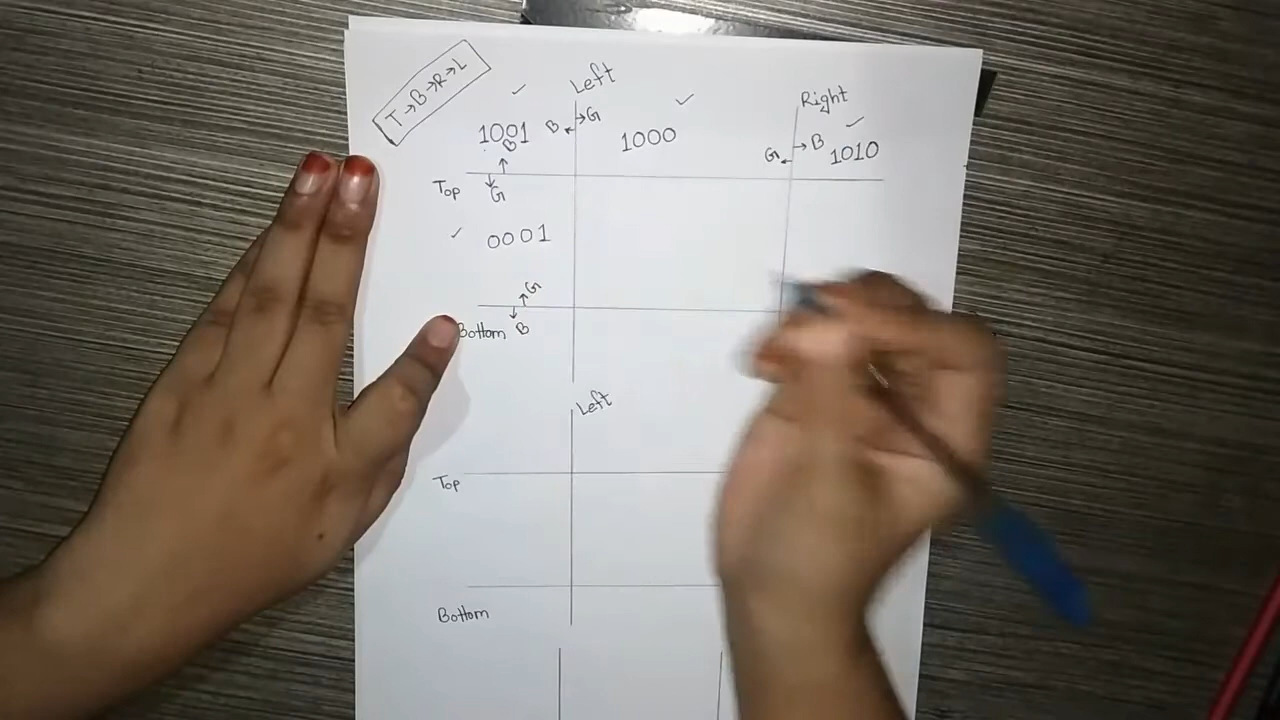 T→B→R→L
Left
Right
1001
B
→G
1000
G
→B
1010
B
Top
G
0001
G
Bottom
B
Left
Top
Bottom